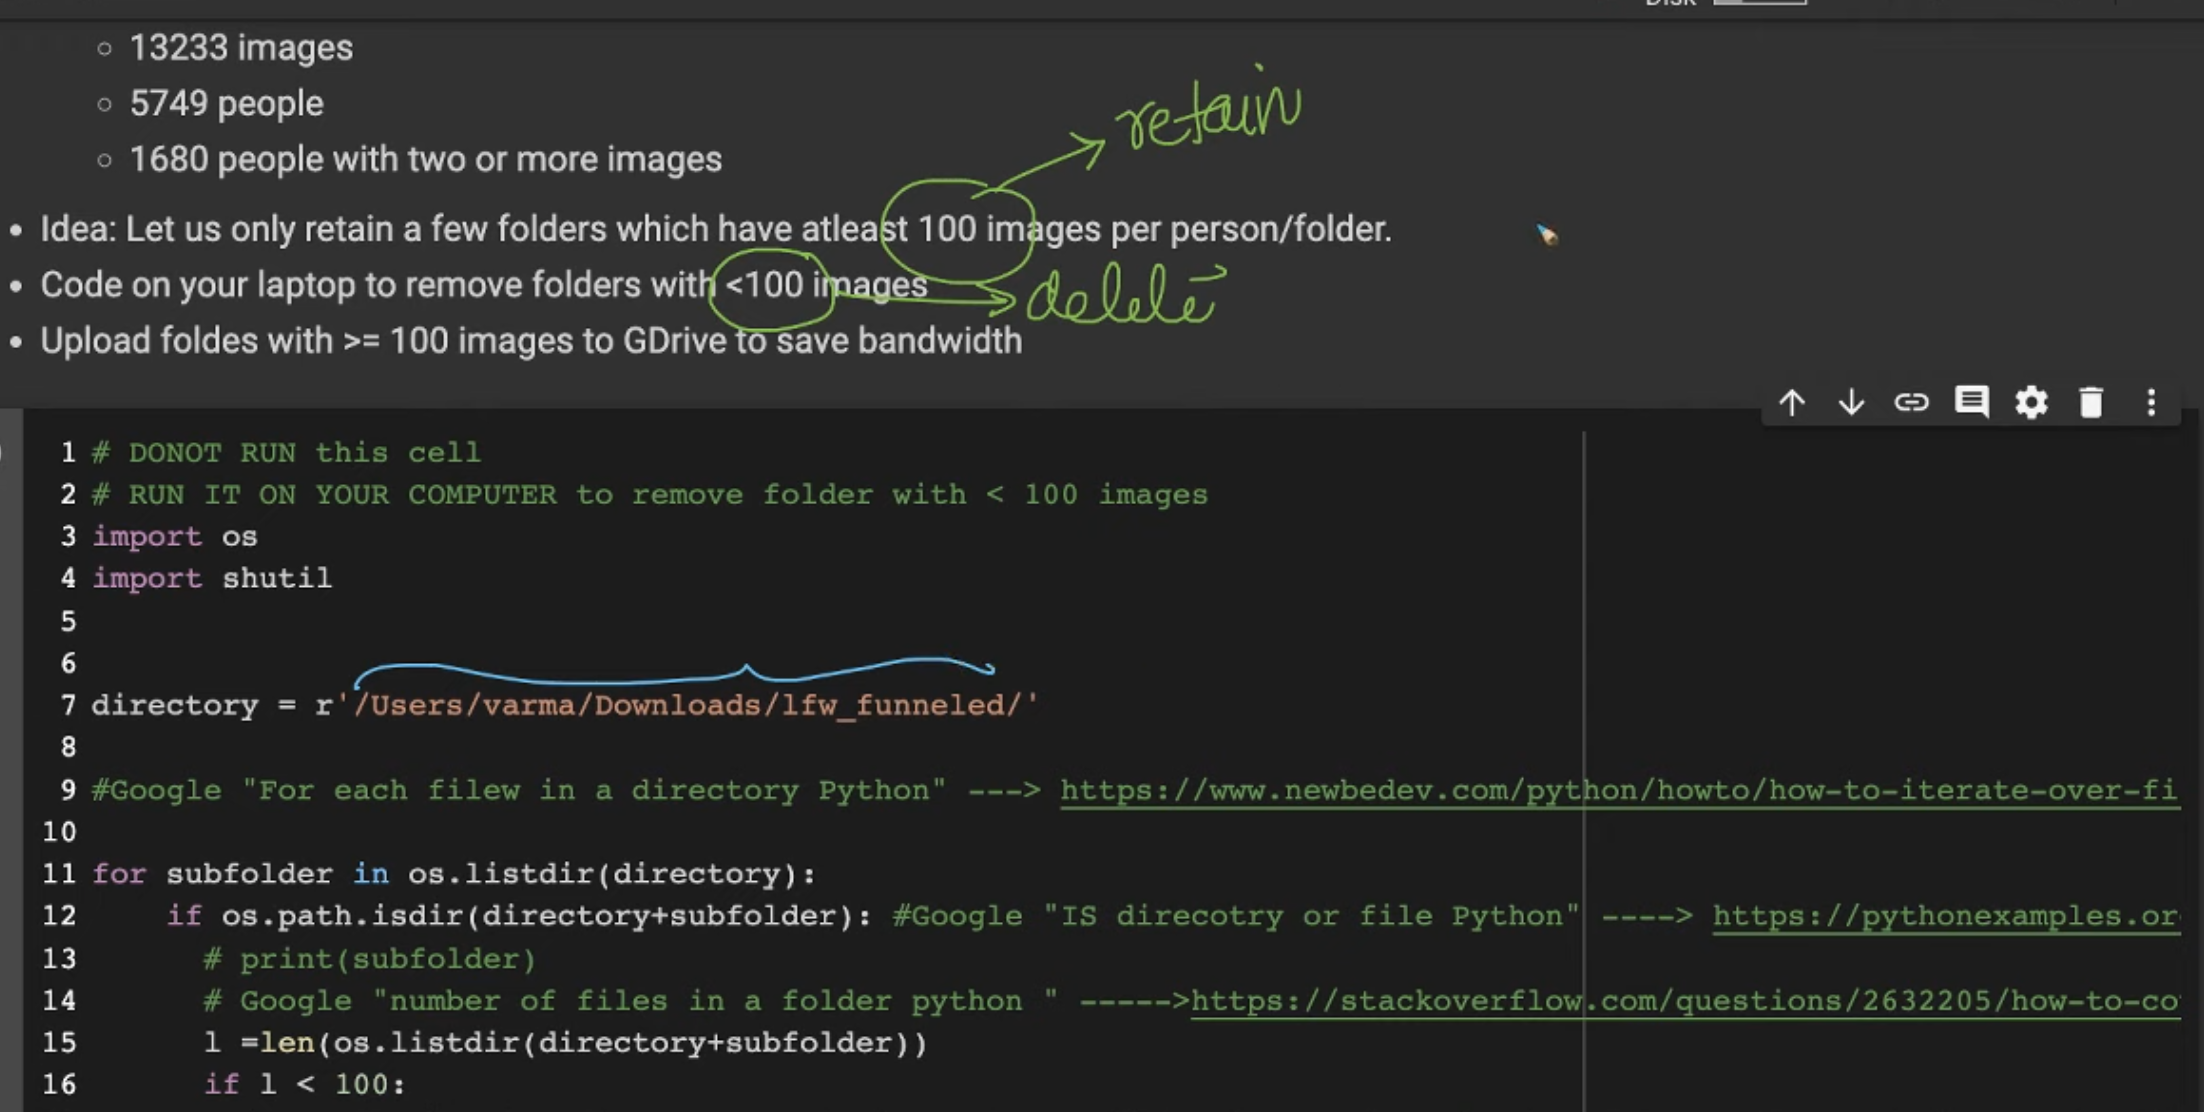 Disk
13233 images
5749 people
1680 people with two or more images
retain
Idea: Let us only retain a few folders which have atleast 100 images per person/folder.
Code on your laptop to remove folders with <100 images
delete
Upload foldes with >= 100 images to GDrive to save bandwidth
1 # DONOT RUN this cell
2 # RUN IT ON YOUR COMPUTER to remove folder with < 100 images
3 import os
4 import shutil
5
6
7 directory = r'/Users/varma/Downloads/lfw_funneled/'
8
9 #Google "For each filew in a directory Python" ---> https://www.newbedev.com/python/howto/how-to-iterate-over-fi
10
11 for subfolder in os.listdir(directory):
12 if os.path.isdir(directory+subfolder): #Google "IS direcotry or file Python" ----> https://pythonexamples.or
13 # print(subfolder)
14 # Google "number of files in a folder python " ----->https://stackoverflow.com/questions/2632205/how-to-co
15 l =len(os.listdir(directory+subfolder))
16 if l < 100: